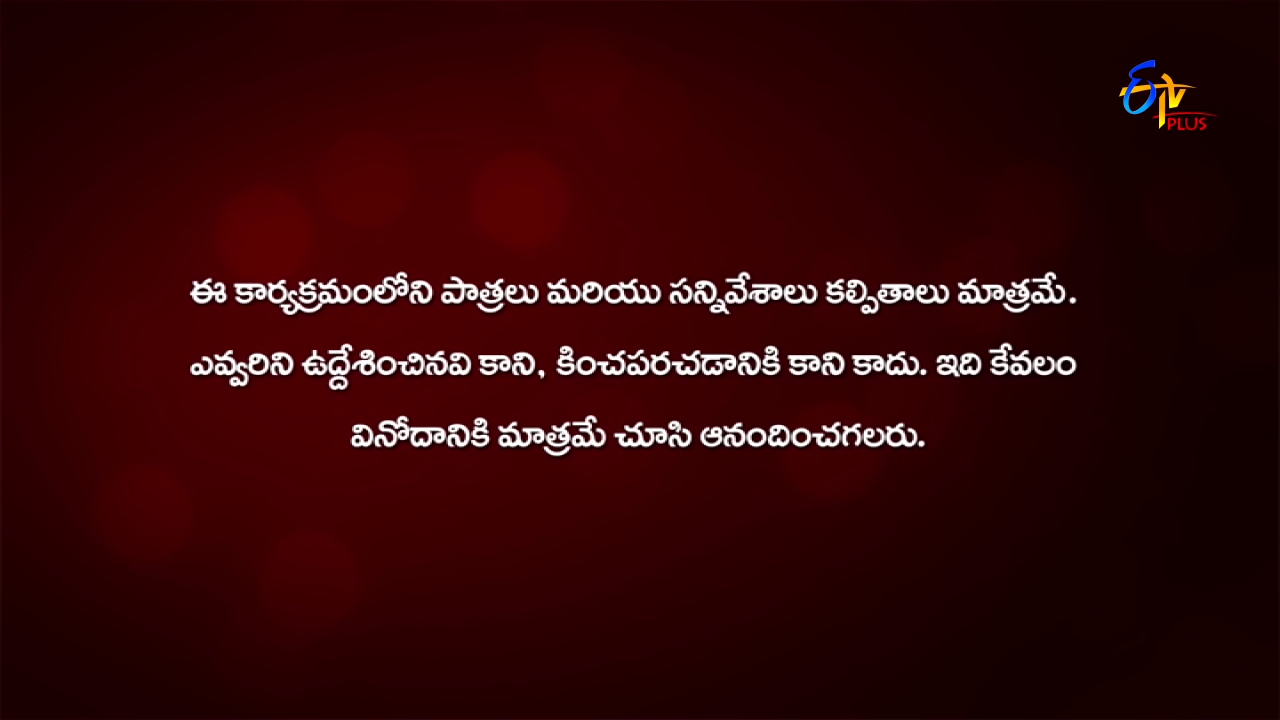 ETV
PLUS
ఈ కార్యక్రమంలోని పాత్రలు మరియు సన్నివేశాలు కల్పితాలు మాత్రమే.
ఎవ్వరిని ఉద్దేశించినవి కాని, కించపరచడానికి కాని కాదు. ఇది కేవలం
వినోదానికి మాత్రమే చూసి ఆనందించగలరు.